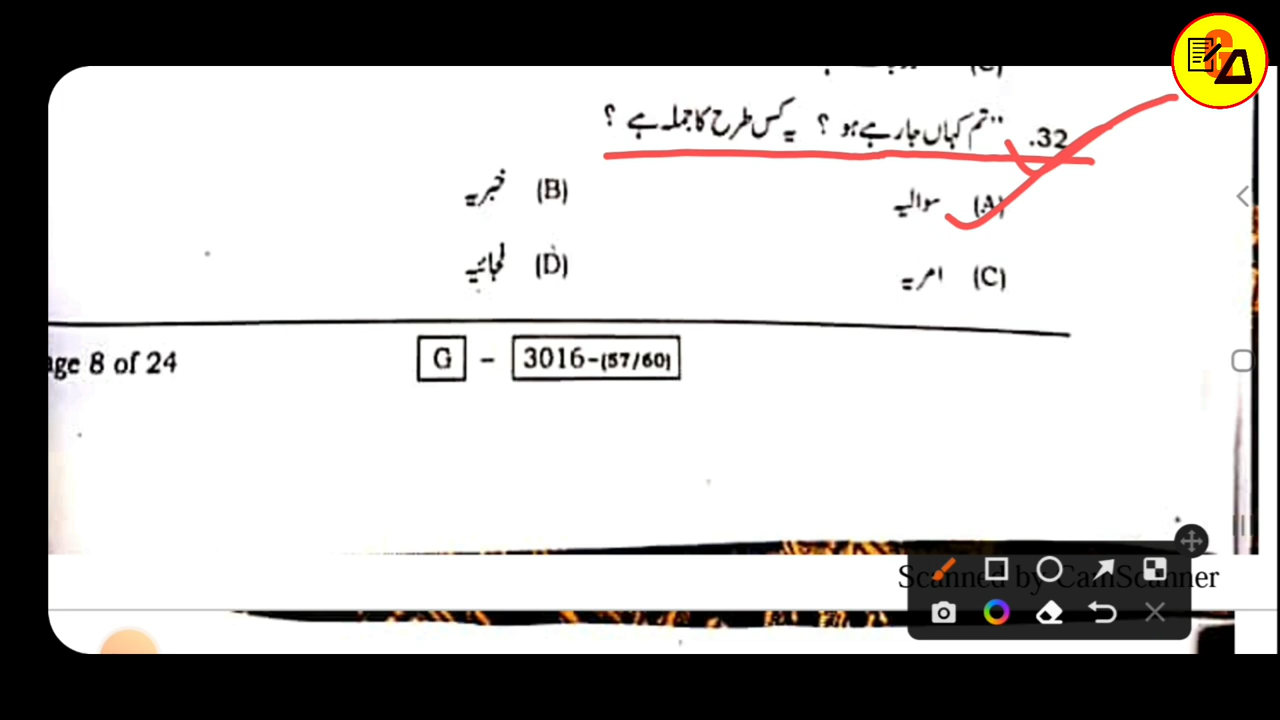 32. "تم کہاں جا رہے ہو ؟ یہ کس طرح کا جملہ ہے ؟
(A) سوالیہ (B) خبریہ
(C) امریہ (D) فجائیہ
age 8 of 24 G - 3016-(57/60)
Scanned by CamScanner